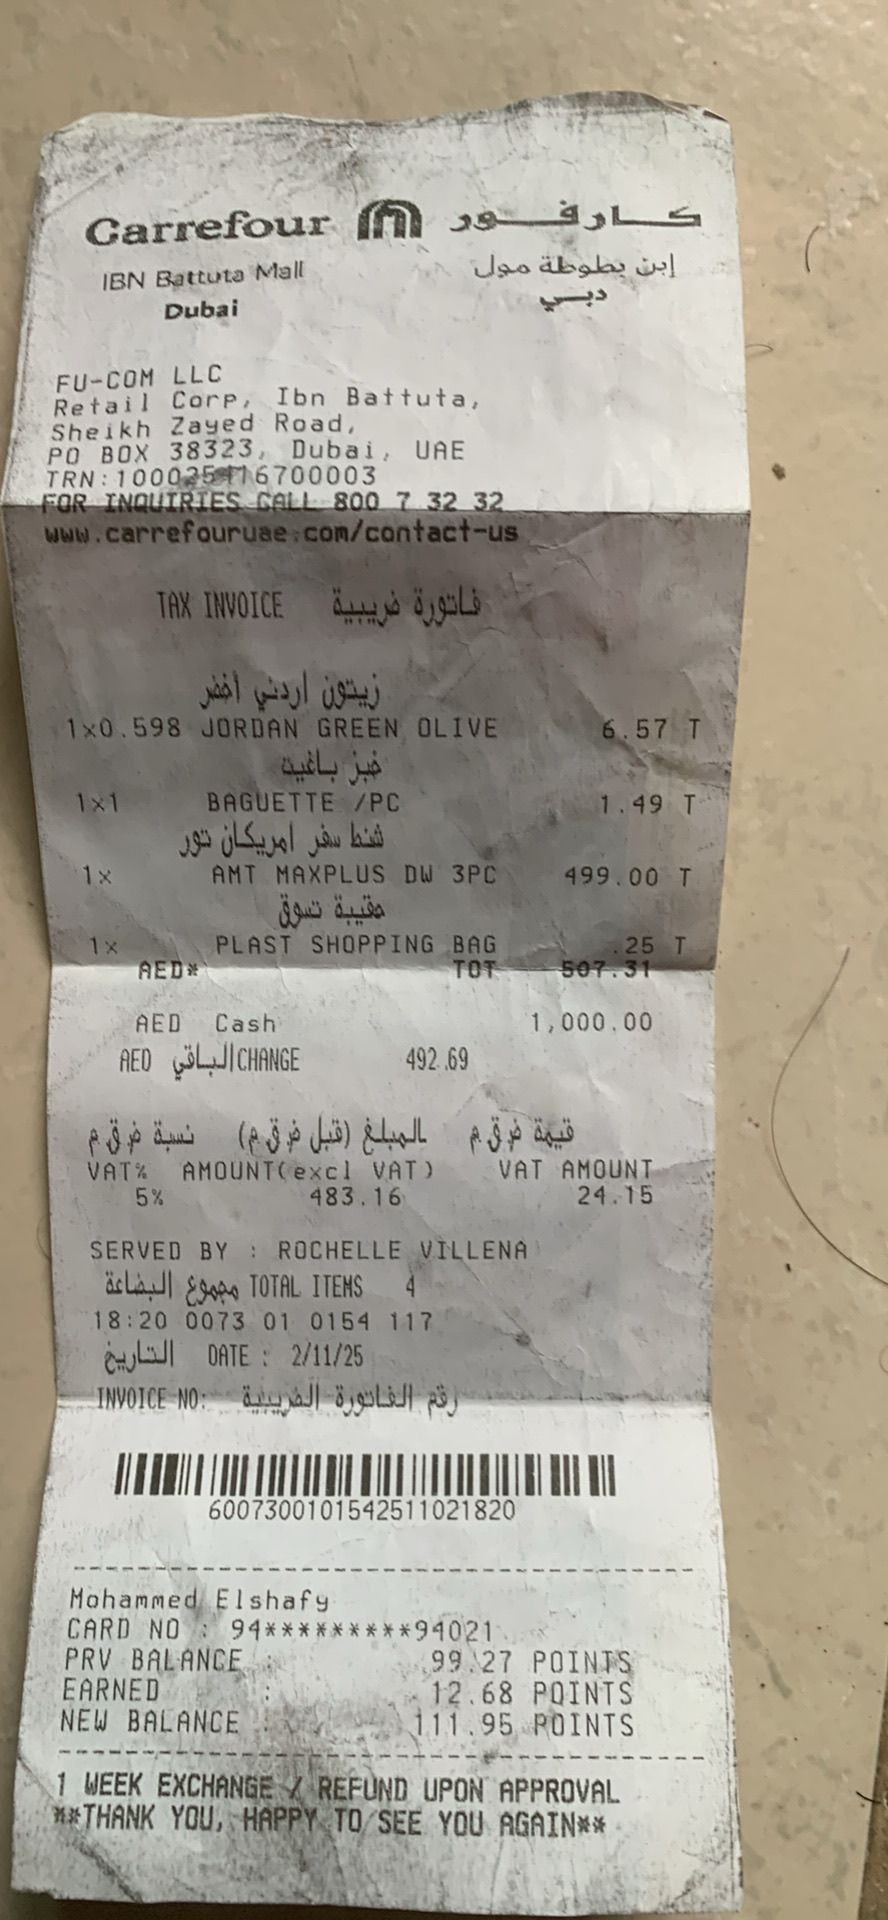 Carrefour كارفور
IBN Battuta Mall إبن بطوطة مول
Dubai دبي
FU-COM LLC
Retail Corp, Ibn Battuta,
Sheikh Zayed Road,
PO BOX 38323, Dubai, UAE
TRN:100025416700003
FOR INQUIRIES CALL 800 7 32 32
www.carrefouruae.com/contact-us
TAX INVOICE فاتورة ضريبية
زيتون اردني أخضر
1x0.598 JORDAN GREEN OLIVE 6.57 T
خبز باغيت
1x1 BAGUETTE /PC 1.49 T
شنط سفر امريكان تور
1x AMT MAXPLUS DW 3PC 499.00 T
حقيبة تسوق
1x PLAST SHOPPING BAG .25 T
AED* TOT 507.31
AED Cash 1,000.00
AED الباقي CHANGE 492.69
نسبة ض ق م المبلغ (قبل ض ق م) قيمة ض ق م
VAT% AMOUNT(excl VAT) VAT AMOUNT
5% 483.16 24.15
SERVED BY : ROCHELLE VILLENA
مجموع البضاعة TOTAL ITEMS 4
18:20 0073 01 0154 117
التاريخ DATE : 2/11/25
INVOICE NO: رقم الفاتورة الضريبية
6007300101542511021820
Mohammed Elshafy
CARD NO : 94*********94021
PRV BALANCE : 99.27 POINTS
EARNED : 12.68 POINTS
NEW BALANCE : 111.95 POINTS
1 WEEK EXCHANGE / REFUND UPON APPROVAL
**THANK YOU, HAPPY TO SEE YOU AGAIN**